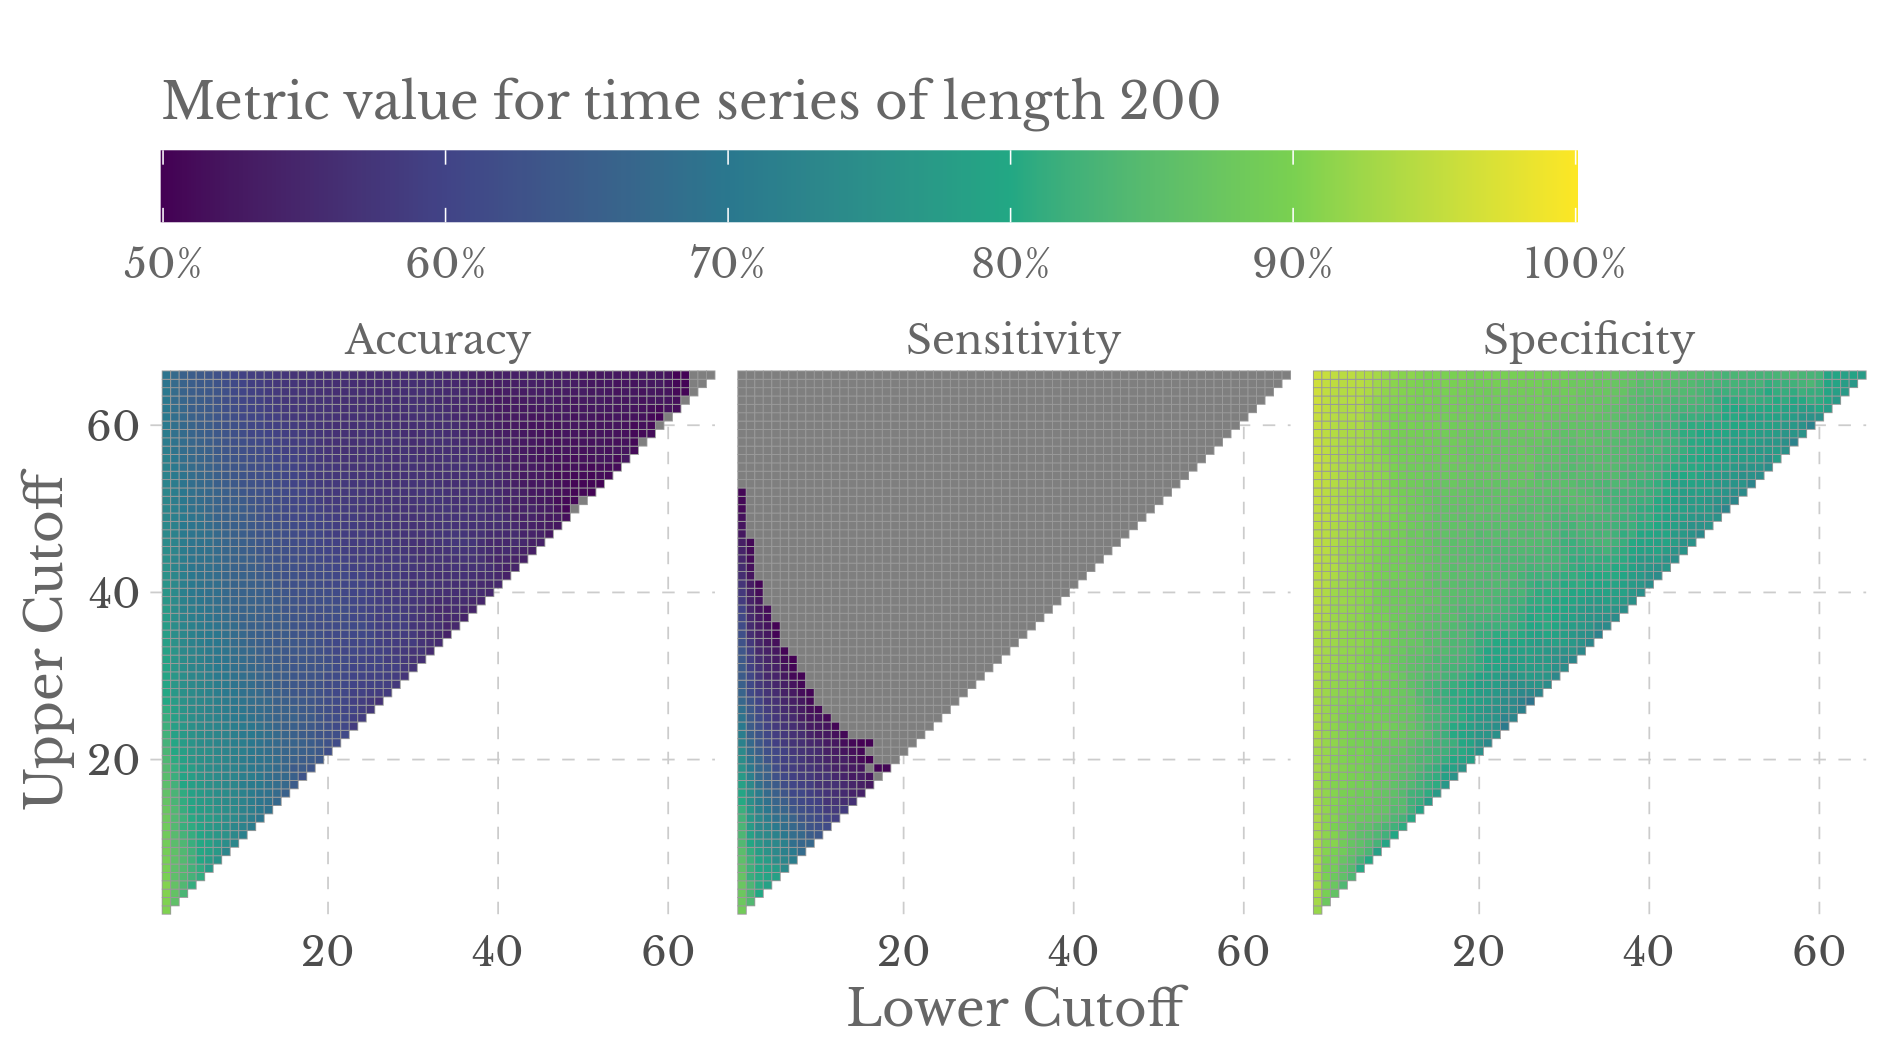 Metric value for time series of length 200
50% 60% 70% 80% 90% 100%
Accuracy Sensitivity Specificity
Upper Cutoff
60
40
20
20 40 60 20 40 60 20 40 60
Lower Cutoff